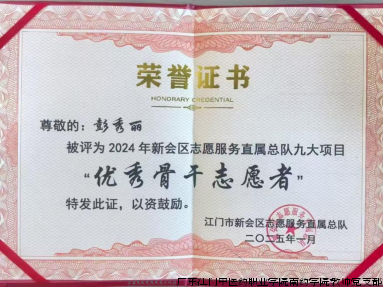 荣誉证书
HONORARY CREDENTIAL
尊敬的：彭秀丽
被评为2024年新会区志愿服务直属总队九大项目
“优秀骨干志愿者”
特发此证，以资鼓励。
江门市新会区志愿服务直属总队
二〇二五年一月